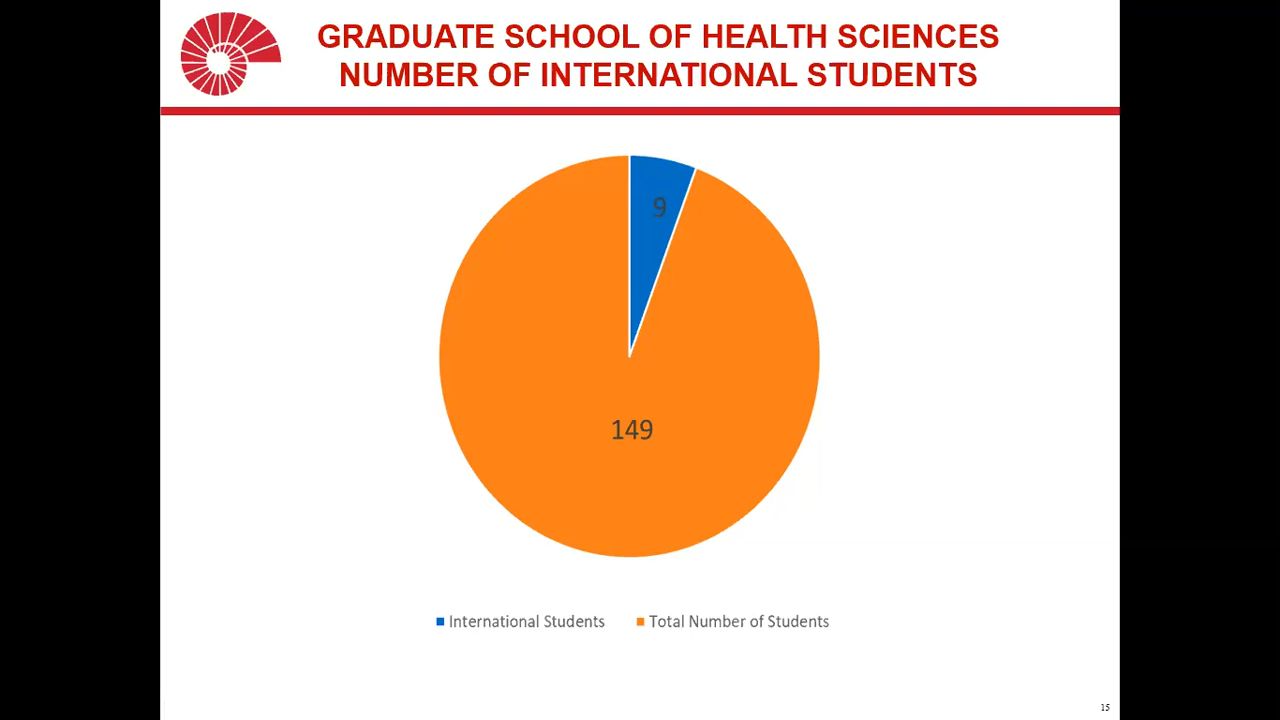 GRADUATE SCHOOL OF HEALTH SCIENCES
NUMBER OF INTERNATIONAL STUDENTS
9
149
International Students
Total Number of Students
15